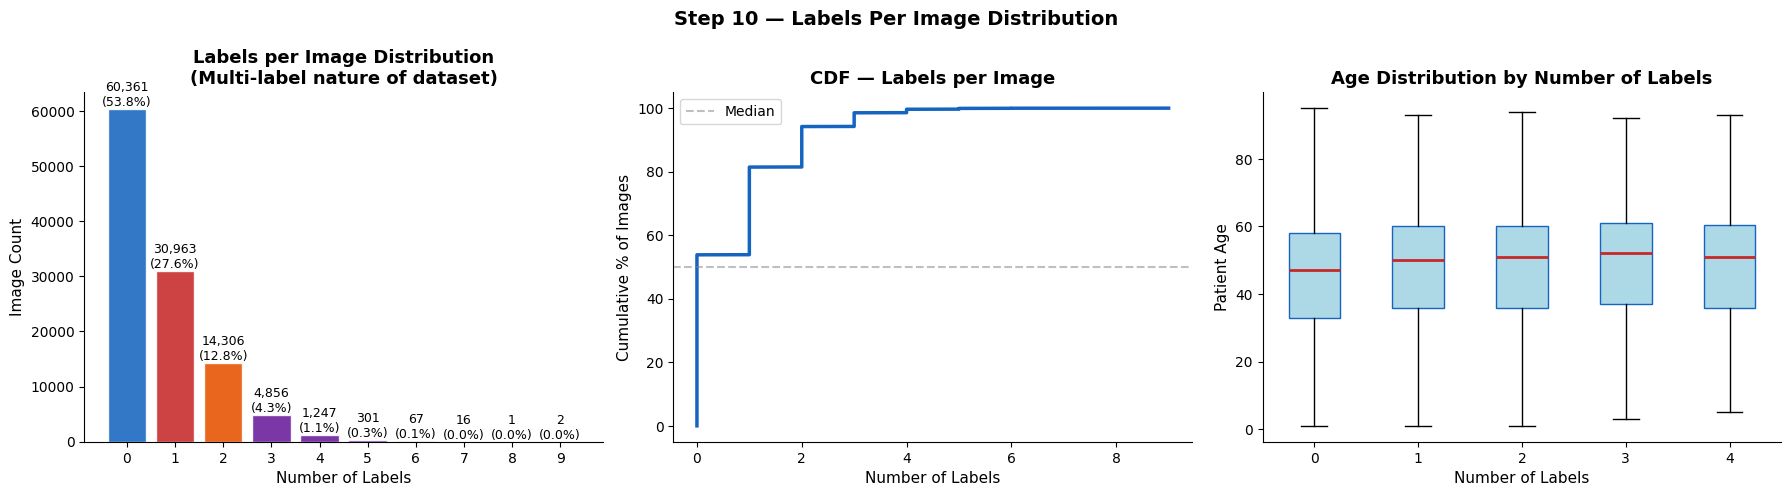 Step 10 — Labels Per Image Distribution
Labels per Image Distribution
(Multi-label nature of dataset)
60,361
(53.8%)
30,963
(27.6%)
14,306
(12.8%)
4,856
(4.3%)
1,247
(1.1%)
301
(0.3%)
67
(0.1%)
16
(0.0%)
1
(0.0%)
2
(0.0%)
60000
50000
40000
30000
20000
10000
0
Image Count
0 1 2 3 4 5 6 7 8 9
Number of Labels
CDF — Labels per Image
Median
100
80
60
40
20
0
Cumulative % of Images
0 2 4 6 8
Number of Labels
Age Distribution by Number of Labels
80
60
40
20
0
Patient Age
0 1 2 3 4
Number of Labels